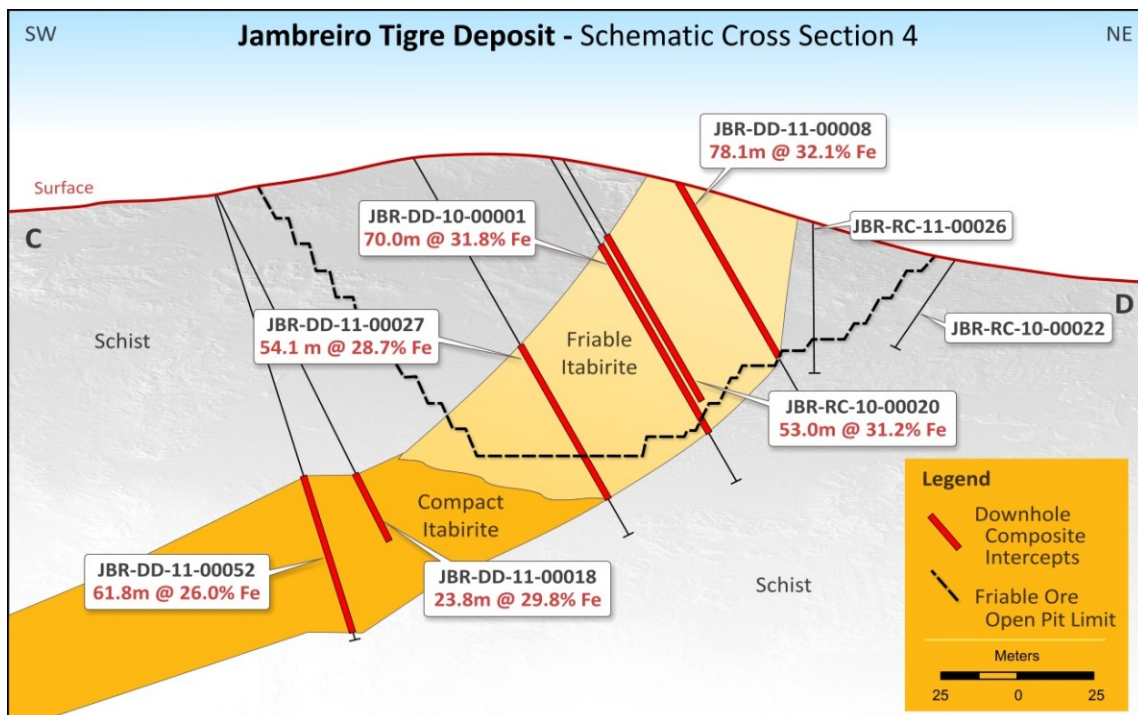 SW
Jambreiro Tigre Deposit - Schematic Cross Section 4
NE
JBR-DD-11-00008
78.1m @ 32.1% Fe
Surface
JBR-DD-10-00001
70.0m @ 31.8% Fe
JBR-RC-11-00026
C
D
JBR-DD-11-00027
54.1 m @ 28.7% Fe
JBR-RC-10-00022
Schist
Friable
Itabirite
JBR-RC-10-00020
53.0m @ 31.2% Fe
Compact
Itabirite
JBR-DD-11-00052
61.8m @ 26.0% Fe
JBR-DD-11-00018
23.8m @ 29.8% Fe
Schist
Legend
Downhole
Composite
Intercepts
Friable Ore
Open Pit Limit
Meters
25 0 25